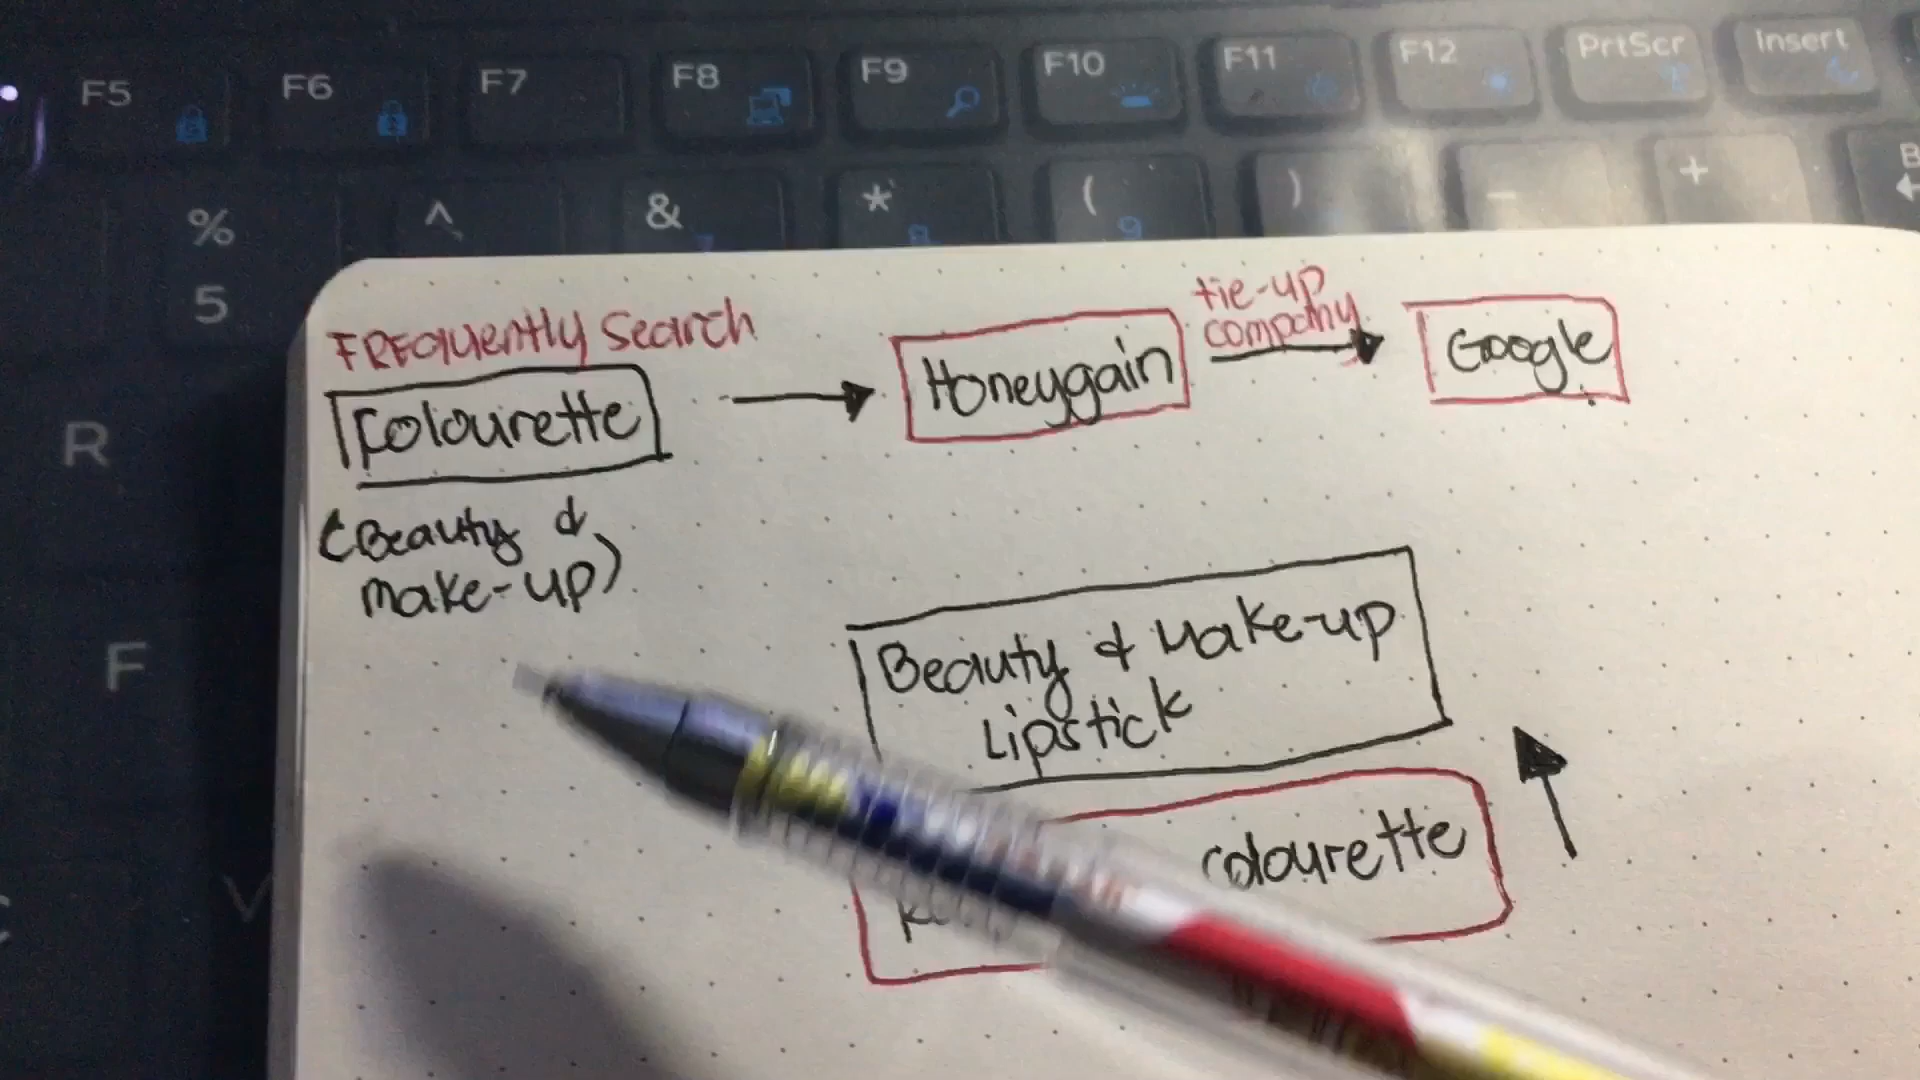 F5 F6 F7 F8 F9 F10 F11 F12 PrtScr Insert
% ^ & * ( ) - +
5
R
F
FREQUENTLY SEARCH
Colourette
(Beauty &
make-up)
Honeygain
tie-up
company
Google
Beauty & Make-up
Lipstick
colourette